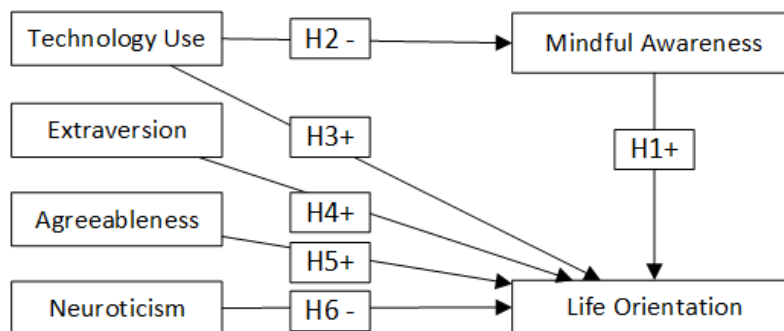 Technology Use
H2 -
Mindful Awareness
Extraversion
H3+
H1+
Agreeableness
H4+
H5+
Neuroticism
H6 -
Life Orientation